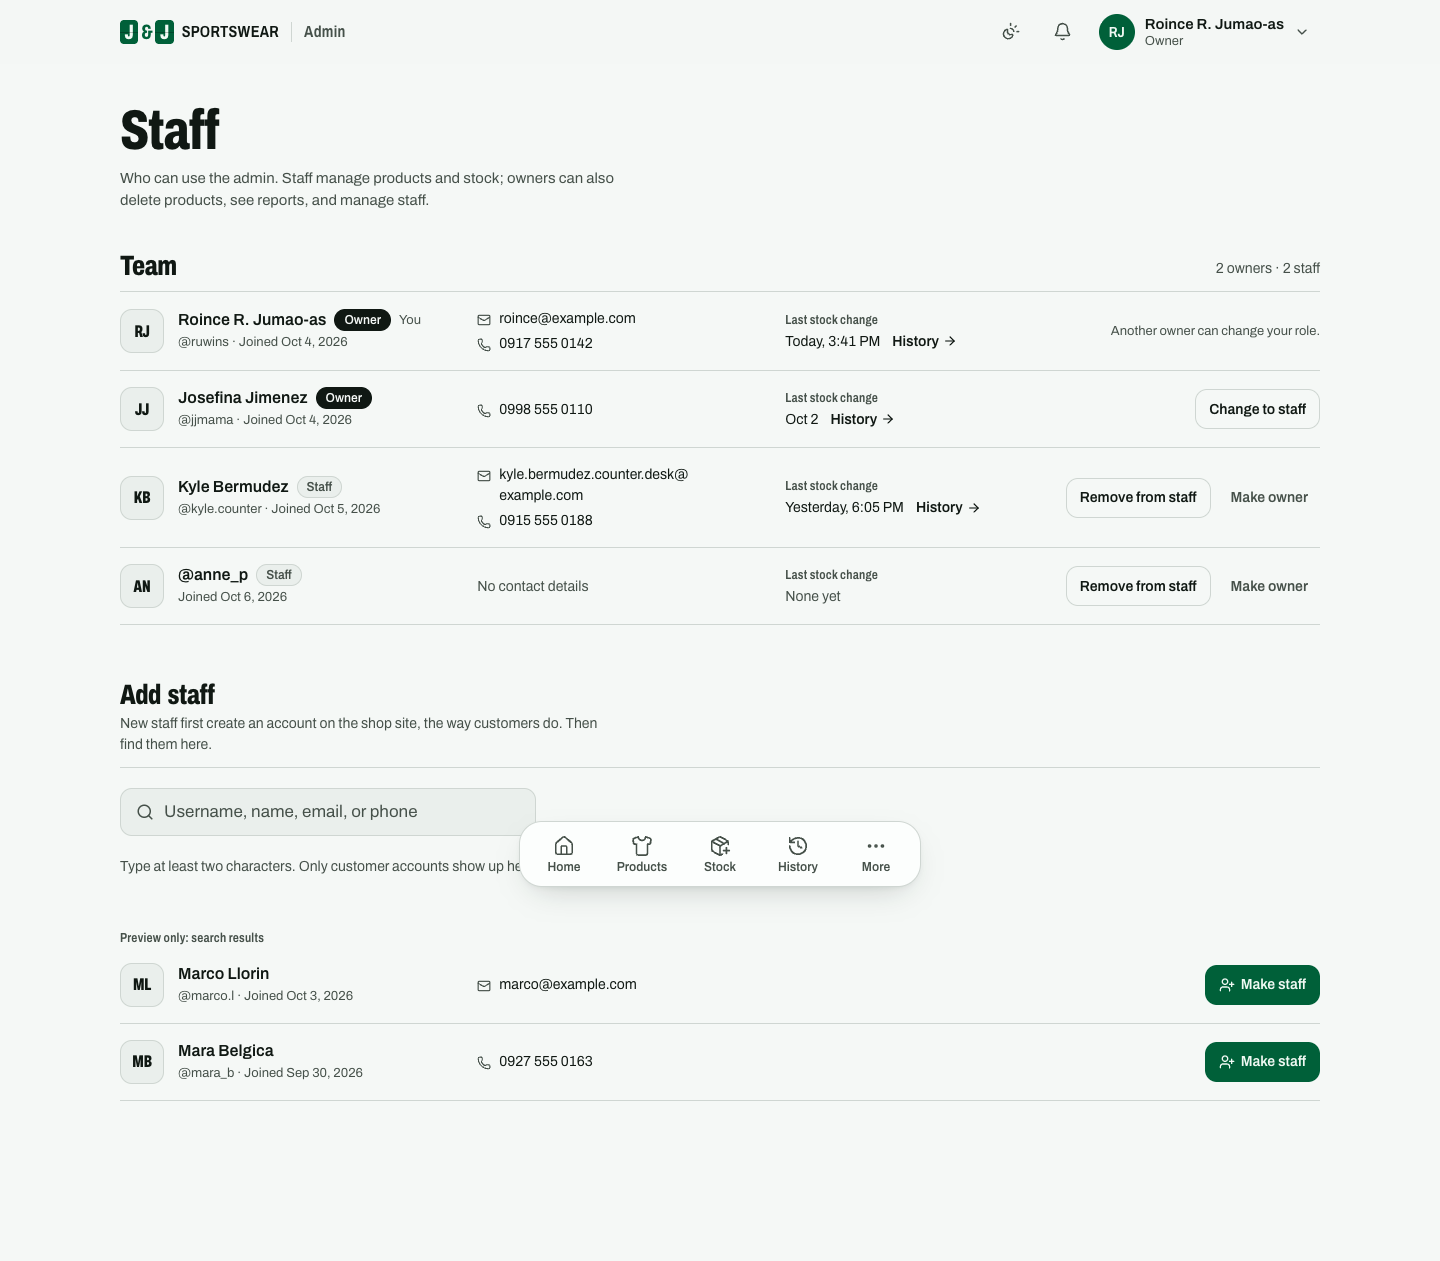 J & J SPORTSWEAR Admin
RJ Roince R. Jumao-as
Owner
Staff
Who can use the admin. Staff manage products and stock; owners can also
delete products, see reports, and manage staff.
Team
2 owners · 2 staff
RJ Roince R. Jumao-as Owner You
@ruwins · Joined Oct 4, 2026
roince@example.com
0917 555 0142
Last stock change
Today, 3:41 PM History →
Another owner can change your role.
JJ Josefina Jimenez Owner
@jjmama · Joined Oct 4, 2026
0998 555 0110
Last stock change
Oct 2 History →
Change to staff
KB Kyle Bermudez Staff
@kyle.counter · Joined Oct 5, 2026
kyle.bermudez.counter.desk@
example.com
0915 555 0188
Last stock change
Yesterday, 6:05 PM History →
Remove from staff Make owner
AN @anne_p Staff
Joined Oct 6, 2026
No contact details
Last stock change
None yet
Remove from staff Make owner
Add staff
New staff first create an account on the shop site, the way customers do. Then
find them here.
Username, name, email, or phone
Type at least two characters. Only customer accounts show up
Home Products Stock History More
Preview only: search results
ML Marco Llorin
@marco.l · Joined Oct 3, 2026
marco@example.com
Make staff
MB Mara Belgica
@mara_b · Joined Sep 30, 2026
0927 555 0163
Make staff